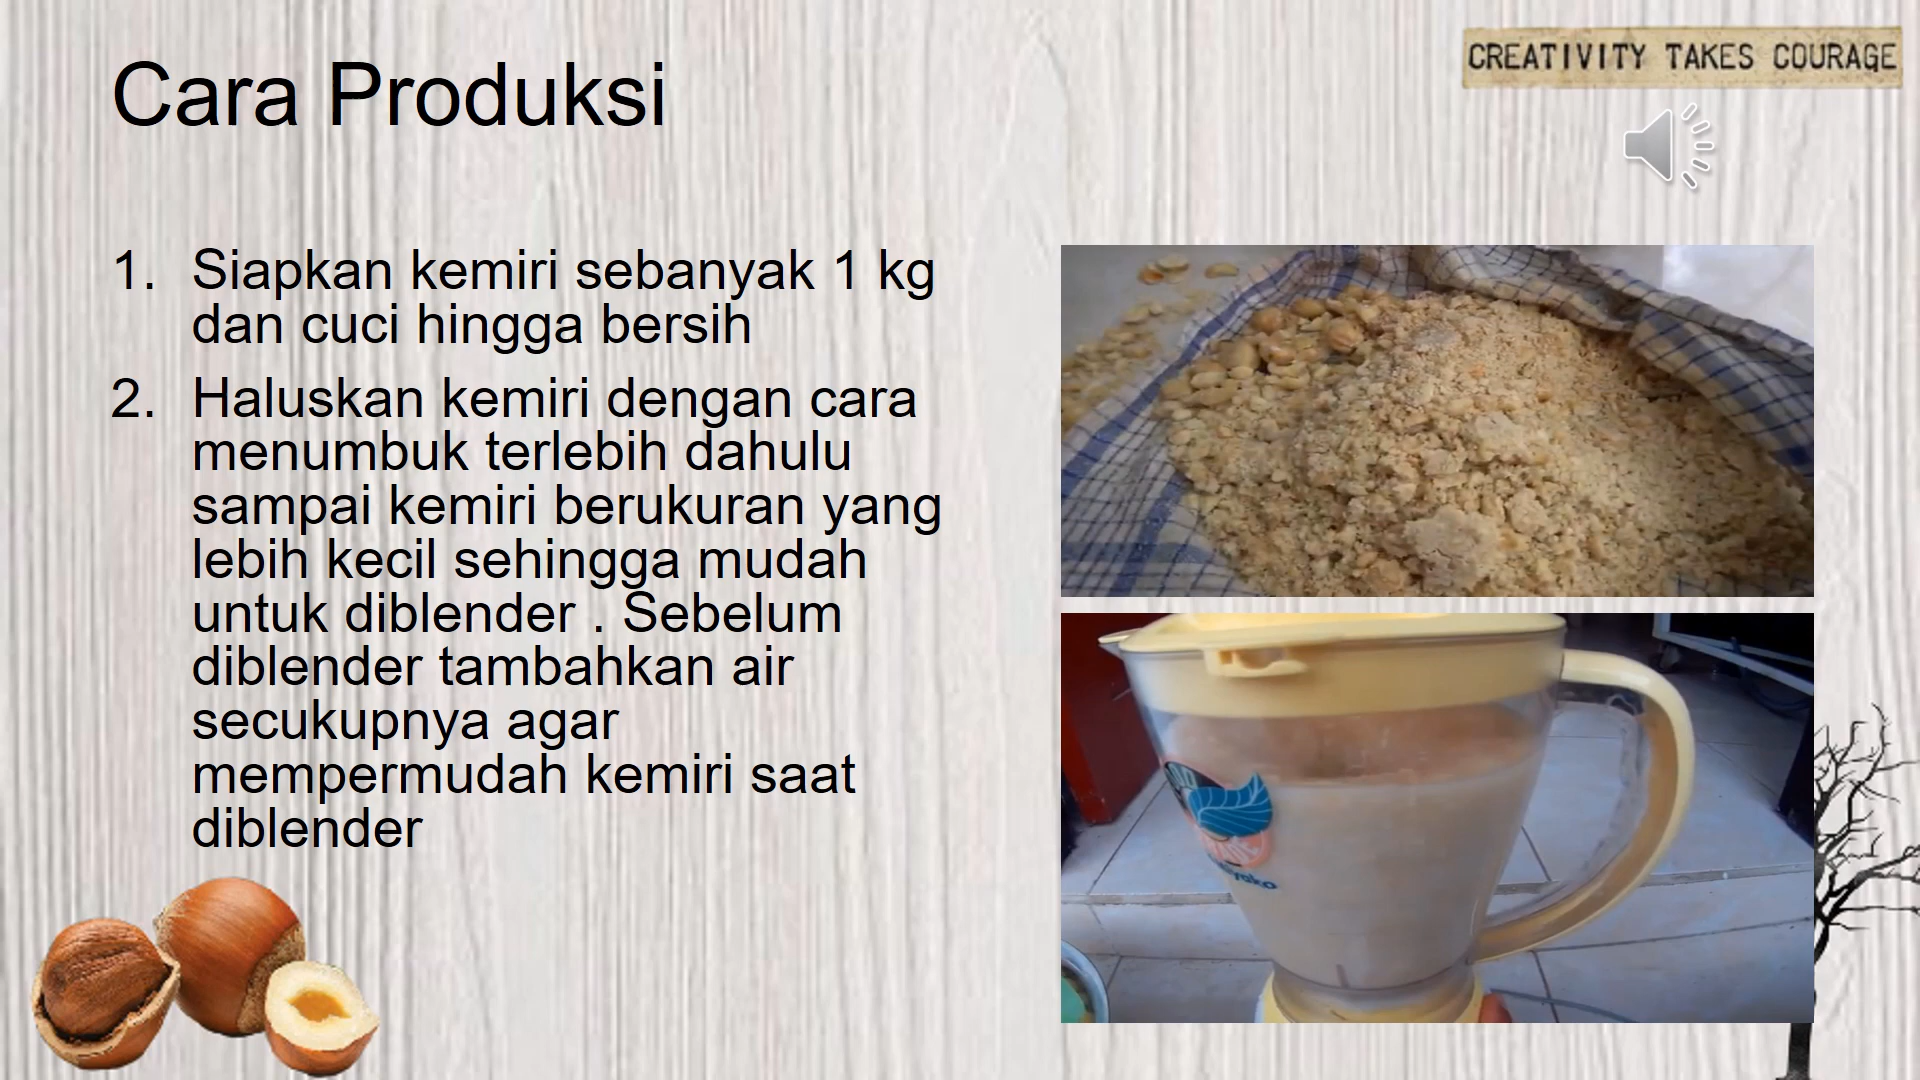 CREATIVITY TAKES COURAGE
Cara Produksi
1. Siapkan kemiri sebanyak 1 kg
dan cuci hingga bersih
2. Haluskan kemiri dengan cara
menumbuk terlebih dahulu
sampai kemiri berukuran yang
lebih kecil sehingga mudah
untuk diblender . Sebelum
diblender tambahkan air
secukupnya agar
mempermudah kemiri saat
diblender